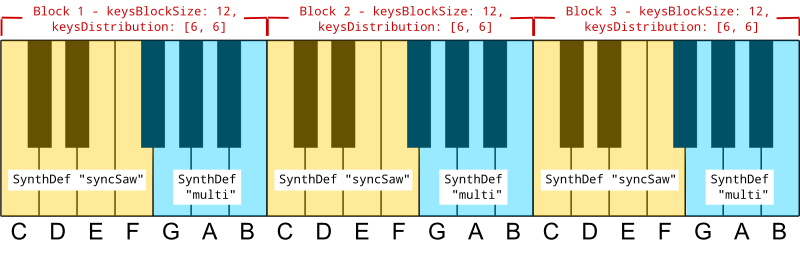 Block 1 - keysBlockSize: 12,
keysDistribution: [6, 6]
Block 2 - keysBlockSize: 12,
keysDistribution: [6, 6]
Block 3 - keysBlockSize: 12,
keysDistribution: [6, 6]
SynthDef "syncSaw"
SynthDef
"multi"
SynthDef "syncSaw"
SynthDef
"multi"
SynthDef "syncSaw"
SynthDef
"multi"
C D E F G A B C D E F G A B C D E F G A B